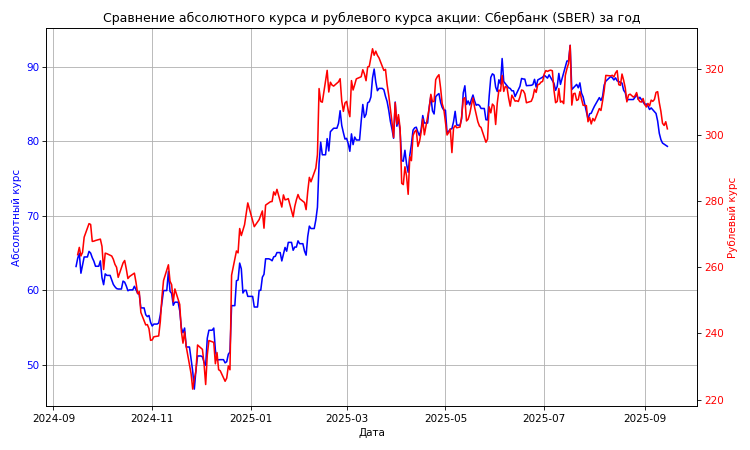 Сравнение абсолютного курса и рублевого курса акции: Сбербанк (SBER) за год
Абсолютный курс
90
80
70
60
50
320
300
280
260
240
220
Рублевый курс
2024-09 2024-11 2025-01 2025-03 2025-05 2025-07 2025-09
Дата